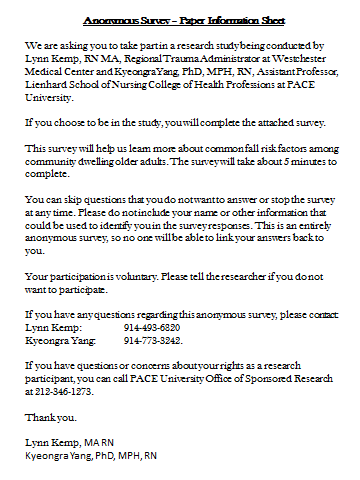 Anonymous Survey – Paper Information Sheet
We are asking you to take part in a research study being conducted by
Lynn Kemp, RN MA, Regional Trauma Administrator at Westchester
Medical Center and Kyeongra Yang, PhD, MPH, RN, Assistant Professor,
Lienhard School of Nursing College of Health Professions at PACE
University.
If you choose to be in the study, you will complete the attached survey.
This survey will help us learn more about common fall risk factors among
community dwelling older adults. The survey will take about 5 minutes to
complete.
You can skip questions that you do not want to answer or stop the survey
at any time. Please do not include your name or other information that
could be used to identify you in the survey responses. This is an entirely
anonymous survey, so no one will be able to link your answers back to
you.
Your participation is voluntary. Please tell the researcher if you do not
want to participate.
If you have any questions regarding this anonymous survey, please contact:
Lynn Kemp: 914-493-6820
Kyeongra Yang: 914-773-3242.
If you have questions or concerns about your rights as a research
participant, you can call PACE University Office of Sponsored Research
at 212-346-1273.
Thank you.
Lynn Kemp, MA RN
Kyeongra Yang, PhD, MPH, RN